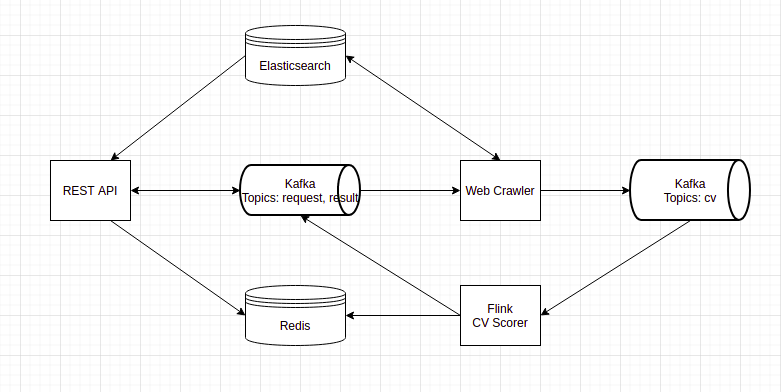 Elasticsearch
REST API
Kafka
Topics: request, result
Web Crawler
Kafka
Topics: cv
Redis
Flink
CV Scorer